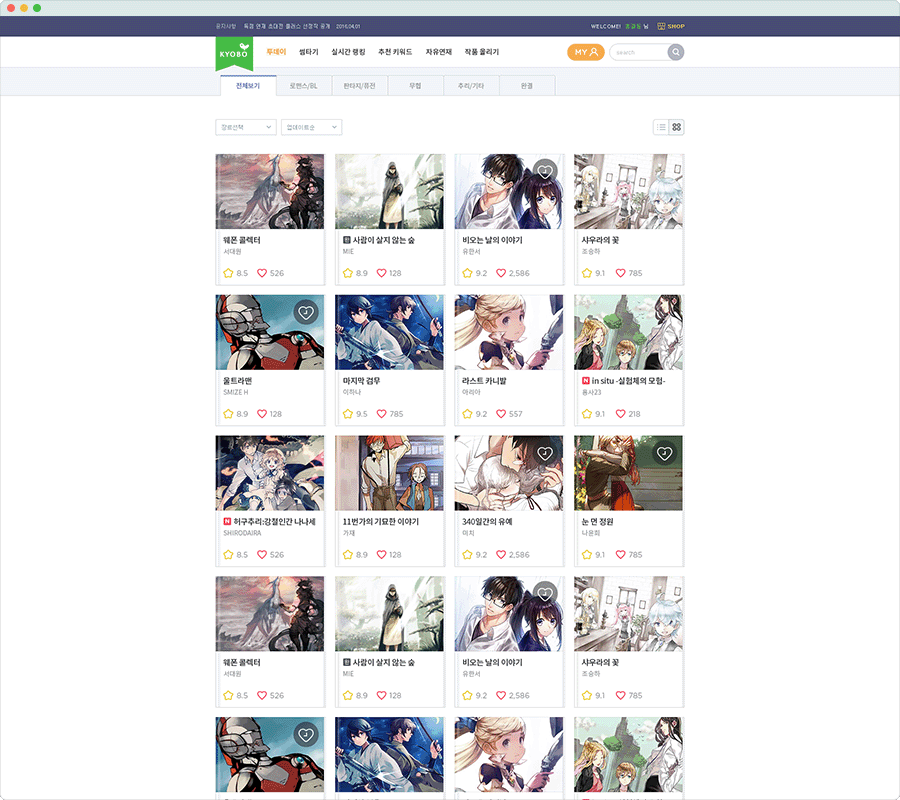 공지사항 독점 연재 초대전 플러스 선정작 공개 2016.04.01
WELCOME! 홍길동 님 SHOP
KYOBO 투데이 썸타기 실시간 랭킹 추천 키워드 자유연재 작품 올리기 MY search
전체보기 로맨스/BL 판타지/퓨전 무협 추리/기타 완결
장르선택 업데이트순
웨폰 콜렉터 사람이 살지 않는 숲 비오는 날의 이야기 샤우라의 꽃
서대원 MIE 유한서 조승하
8.5 526 8.9 128 9.2 2,586 9.1 785
울트라맨 마지막 검무 라스트 카니발 N in situ -실험체의 모험-
SMIZE H 이하나 마리아 홍사23
8.9 128 9.5 785 9.2 557 9.1 218
N 허구추리:강철인간 나나세 11번가의 기묘한 이야기 340일간의 유예 눈 먼 정원
SHIRODAIRA 가재 미치 나윤희
8.5 526 8.9 128 9.2 2,586 9.1 785
웨폰 콜렉터 사람이 살지 않는 숲 비오는 날의 이야기 샤우라의 꽃
서대원 MIE 유한서 조승하
8.5 526 8.9 128 9.2 2,586 9.1 785